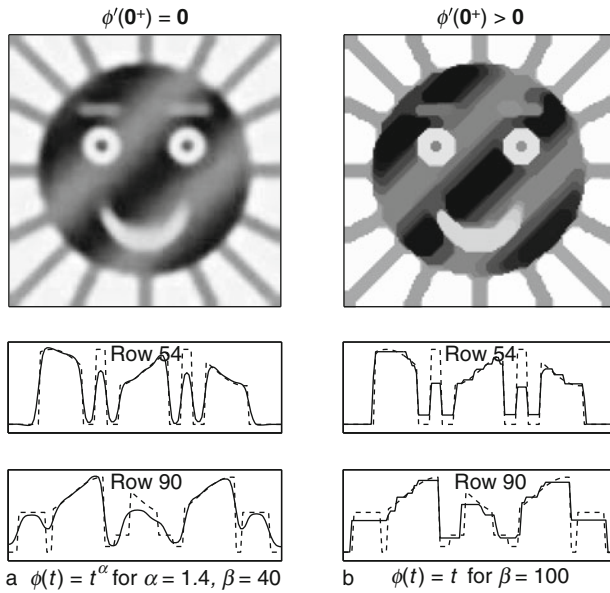 ϕ′(0⁺) = 0
ϕ′(0⁺) > 0
Row 54
Row 54
Row 90
Row 90
a ϕ(t) = t^α for α = 1.4, β = 40
b ϕ(t) = t for β = 100